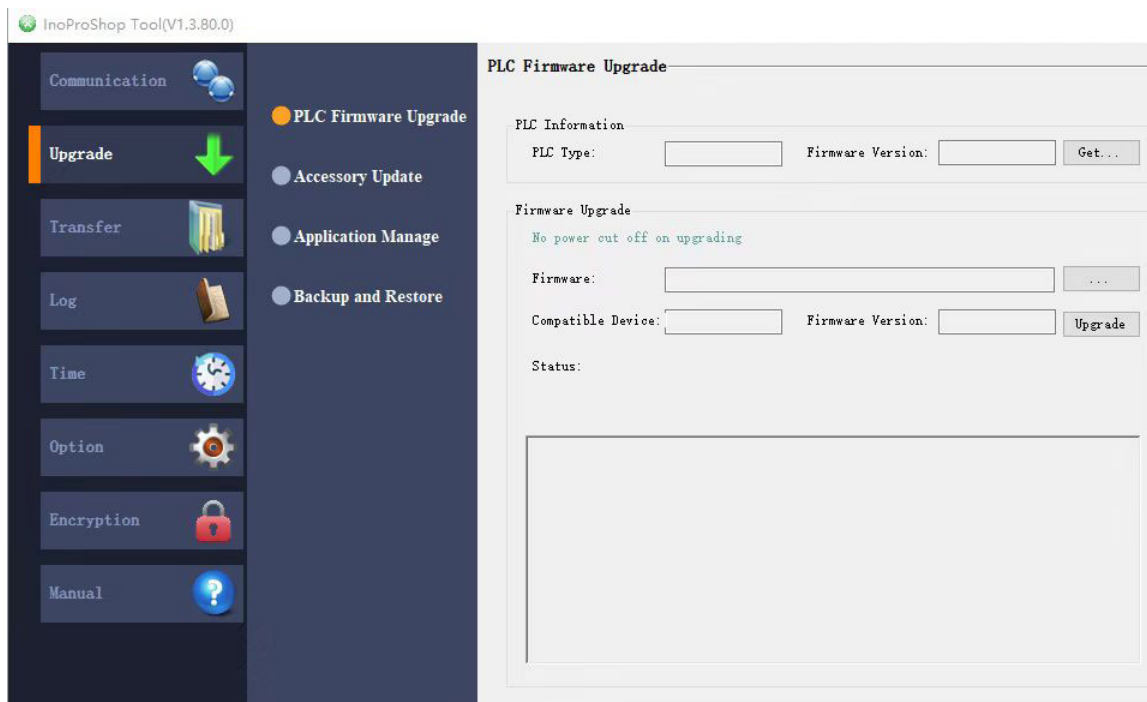 InoProShop Tool(V1.3.80.0)
Communication
Upgrade
Transfer
Log
Time
Option
Encryption
Manual
PLC Firmware Upgrade
Accessory Update
Application Manage
Backup and Restore
PLC Firmware Upgrade
PLC Information
PLC Type: Firmware Version: Get...
Firmware Upgrade
No power cut off on upgrading
Firmware: ...
Compatible Device: Firmware Version: Upgrade
Status: